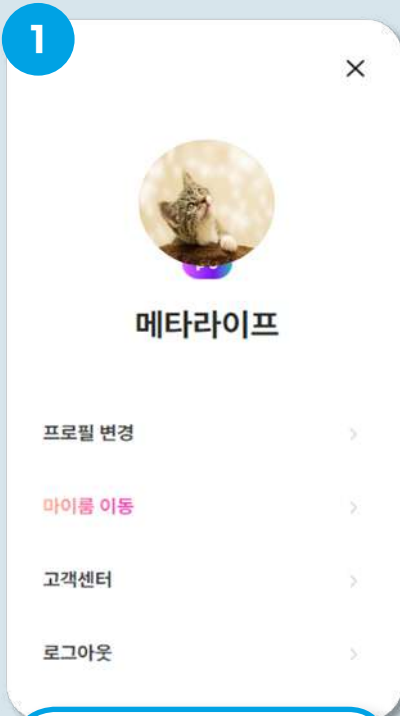 1
메타라이프
프로필 변경
마이룸 이동
고객센터
로그아웃